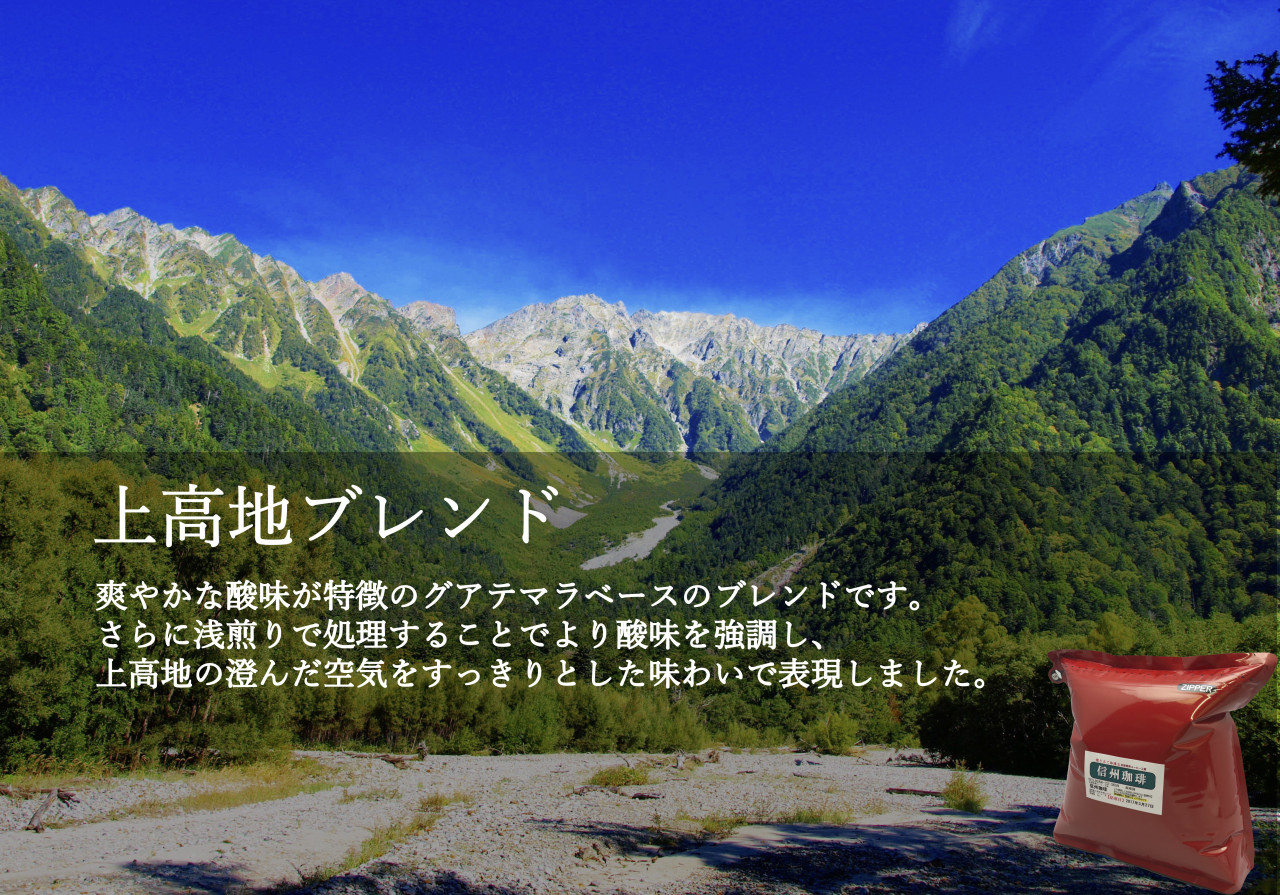 上高地ブレンド
爽やかな酸味が特徴のグアテマラベースのブレンドです。
さらに浅煎りで処理することでより酸味を強調し、
上高地の澄んだ空気をすっきりとした味わいで表現しました。
ZIPPER
信州珈琲
信州珈琲